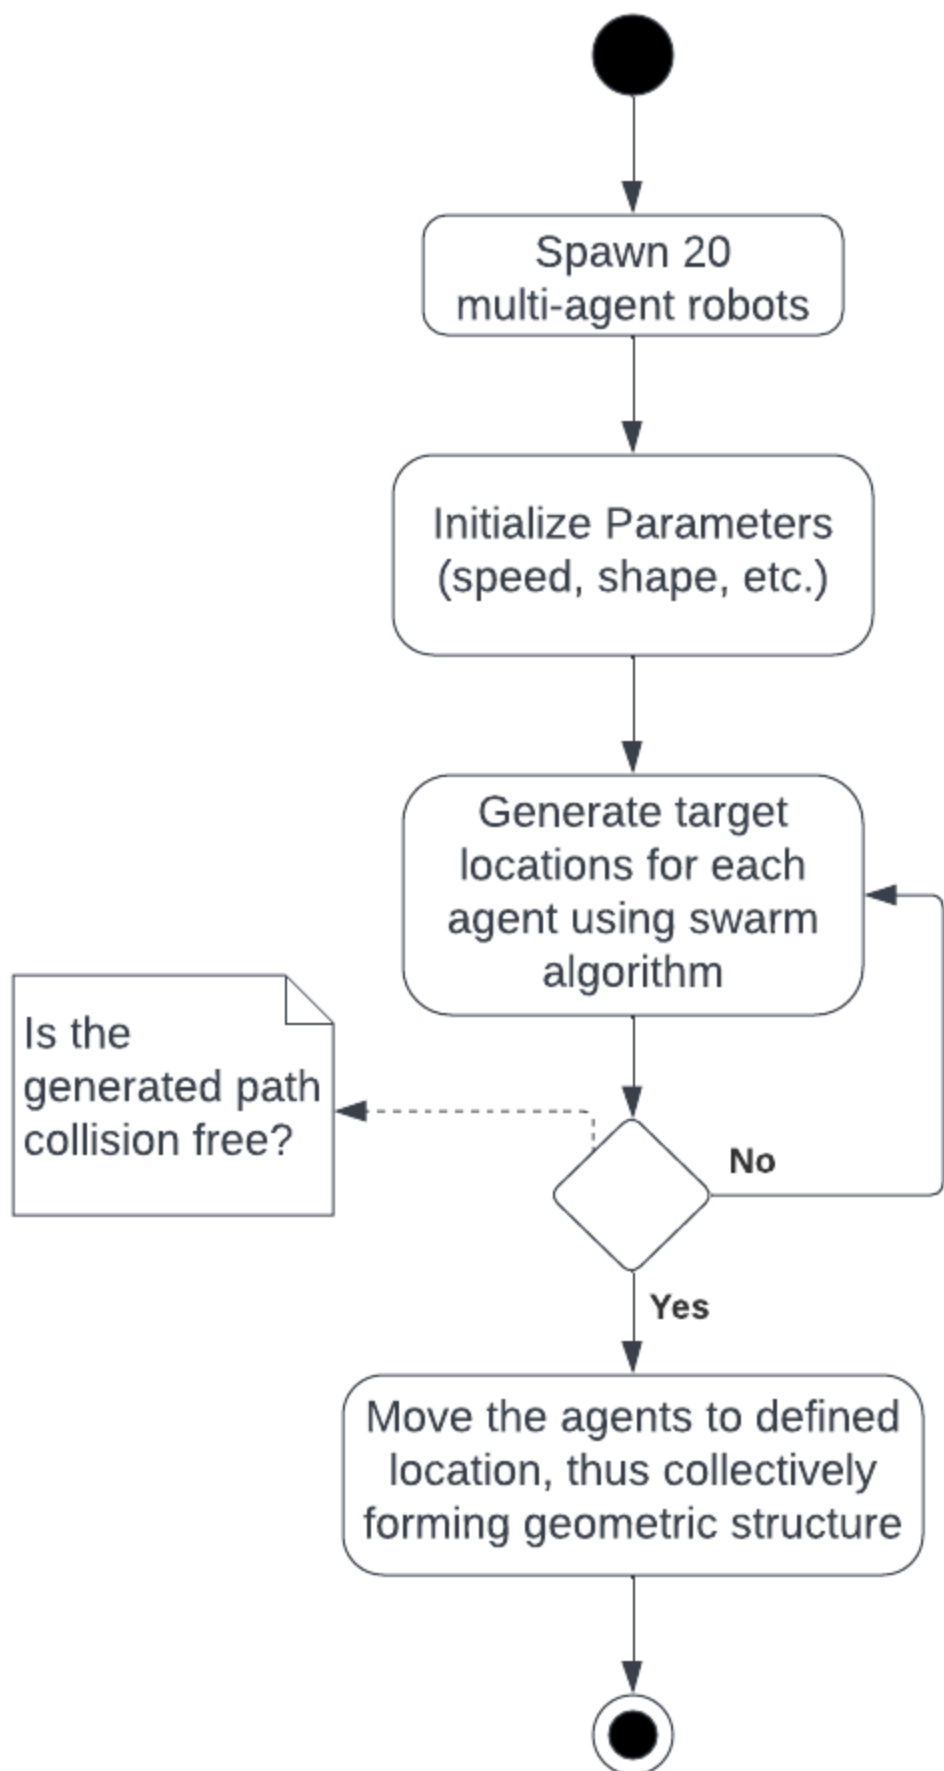 Spawn 20
multi-agent robots
Initialize Parameters
(speed, shape, etc.)
Generate target
locations for each
agent using swarm
algorithm
Is the
generated path
collision free?
No
Yes
Move the agents to defined
location, thus collectively
forming geometric structure